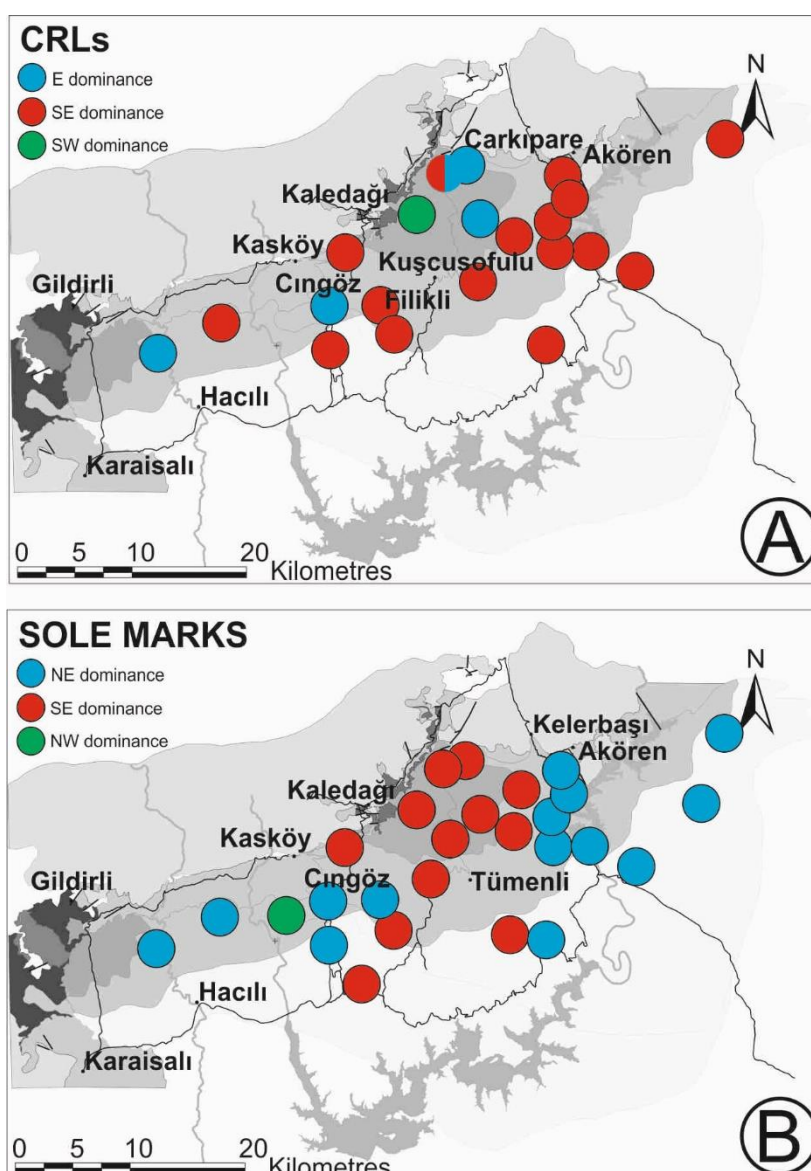 CRLs
E dominance
SE dominance
SW dominance
N
Carkıpare
Akören
Kaledağı
Kasköy
Kuşcusofulu
Gildirli
Cıngöz
Filikli
Hacılı
Karaisalı
0 5 10 20
Kilometres
A
SOLE MARKS
NE dominance
SE dominance
NW dominance
N
Kelerbaşı
Akören
Kaledağı
Kasköy
Gildirli
Cıngöz
Tümenli
Hacılı
Karaisalı
0 5 10 20
Kilometres
B